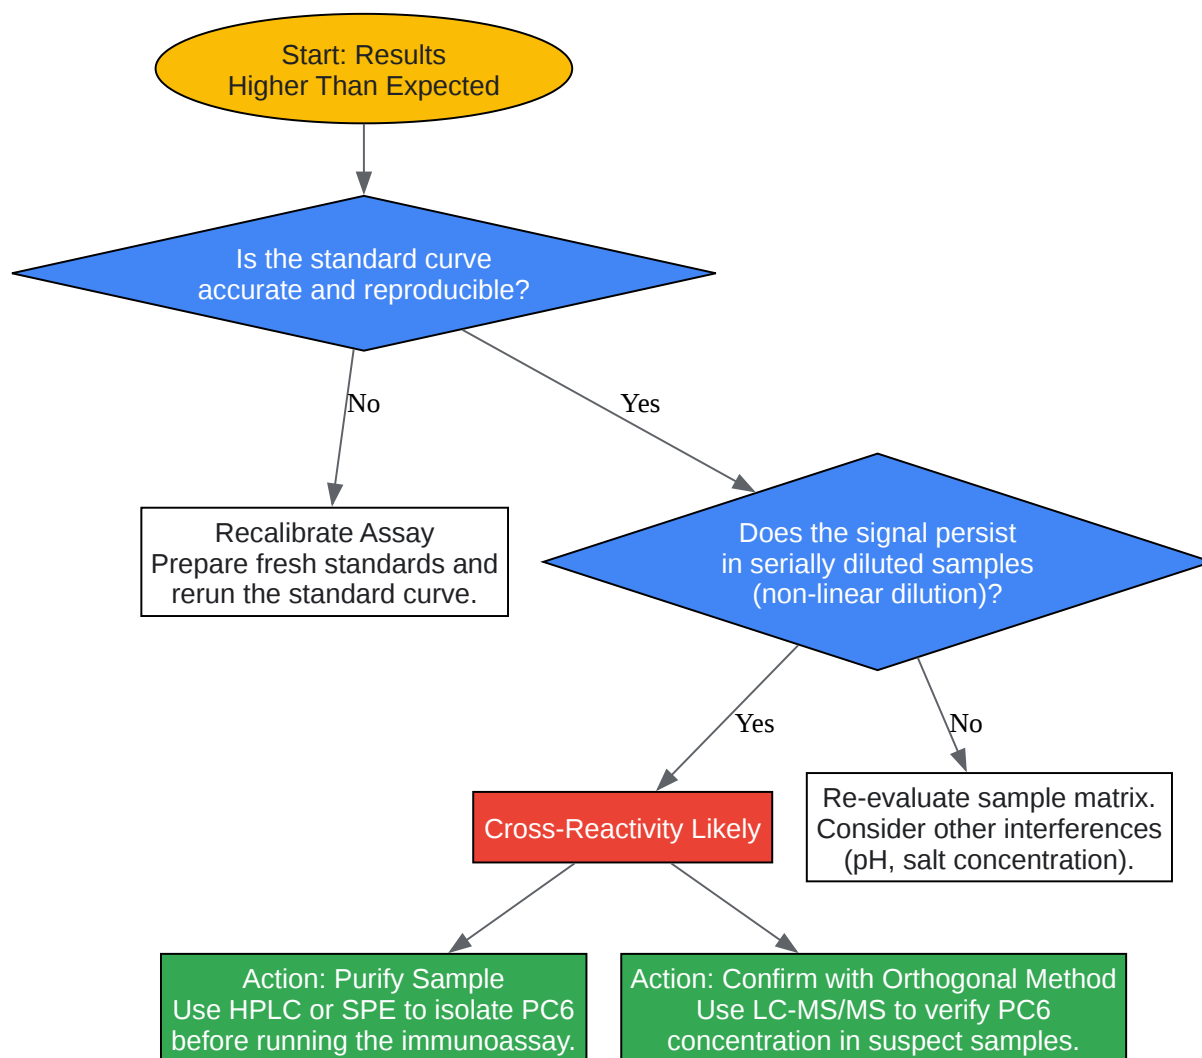 Start: Results
Higher Than Expected
Is the standard curve
accurate and reproducible?
No
Yes
Recalibrate Assay
Prepare fresh standards and
rerun the standard curve.
Does the signal persist
in serially diluted samples
(non-linear dilution)?
Yes
No
Cross-Reactivity Likely
Re-evaluate sample matrix.
Consider other interferences
(pH, salt concentration).
Action: Purify Sample
Use HPLC or SPE to isolate PC6
before running the immunoassay.
Action: Confirm with Orthogonal Method
Use LC-MS/MS to verify PC6
concentration in suspect samples.